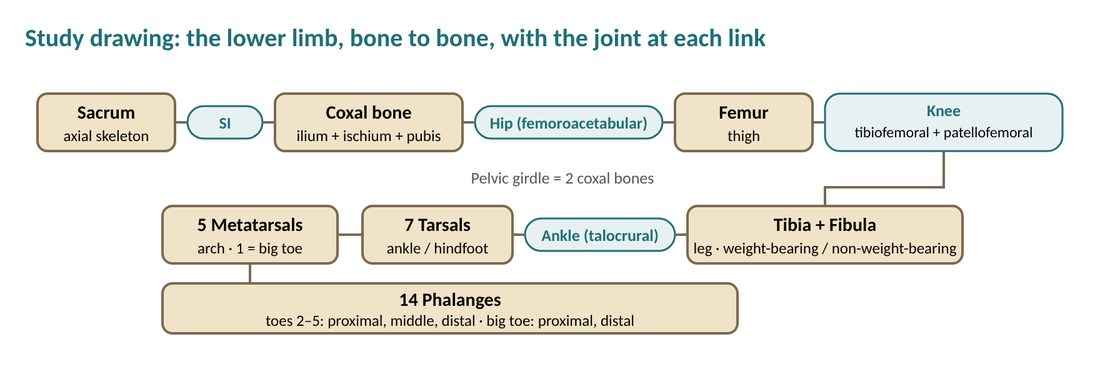 Study drawing: the lower limb, bone to bone, with the joint at each link
Sacrum
axial skeleton
SI
Coxal bone
ilium + ischium + pubis
Hip (femoroacetabular)
Femur
thigh
Knee
tibiofemoral + patellofemoral
Pelvic girdle = 2 coxal bones
5 Metatarsals
arch · 1 = big toe
7 Tarsals
ankle / hindfoot
Ankle (talocrural)
Tibia + Fibula
leg · weight-bearing / non-weight-bearing
14 Phalanges
toes 2–5: proximal, middle, distal · big toe: proximal, distal